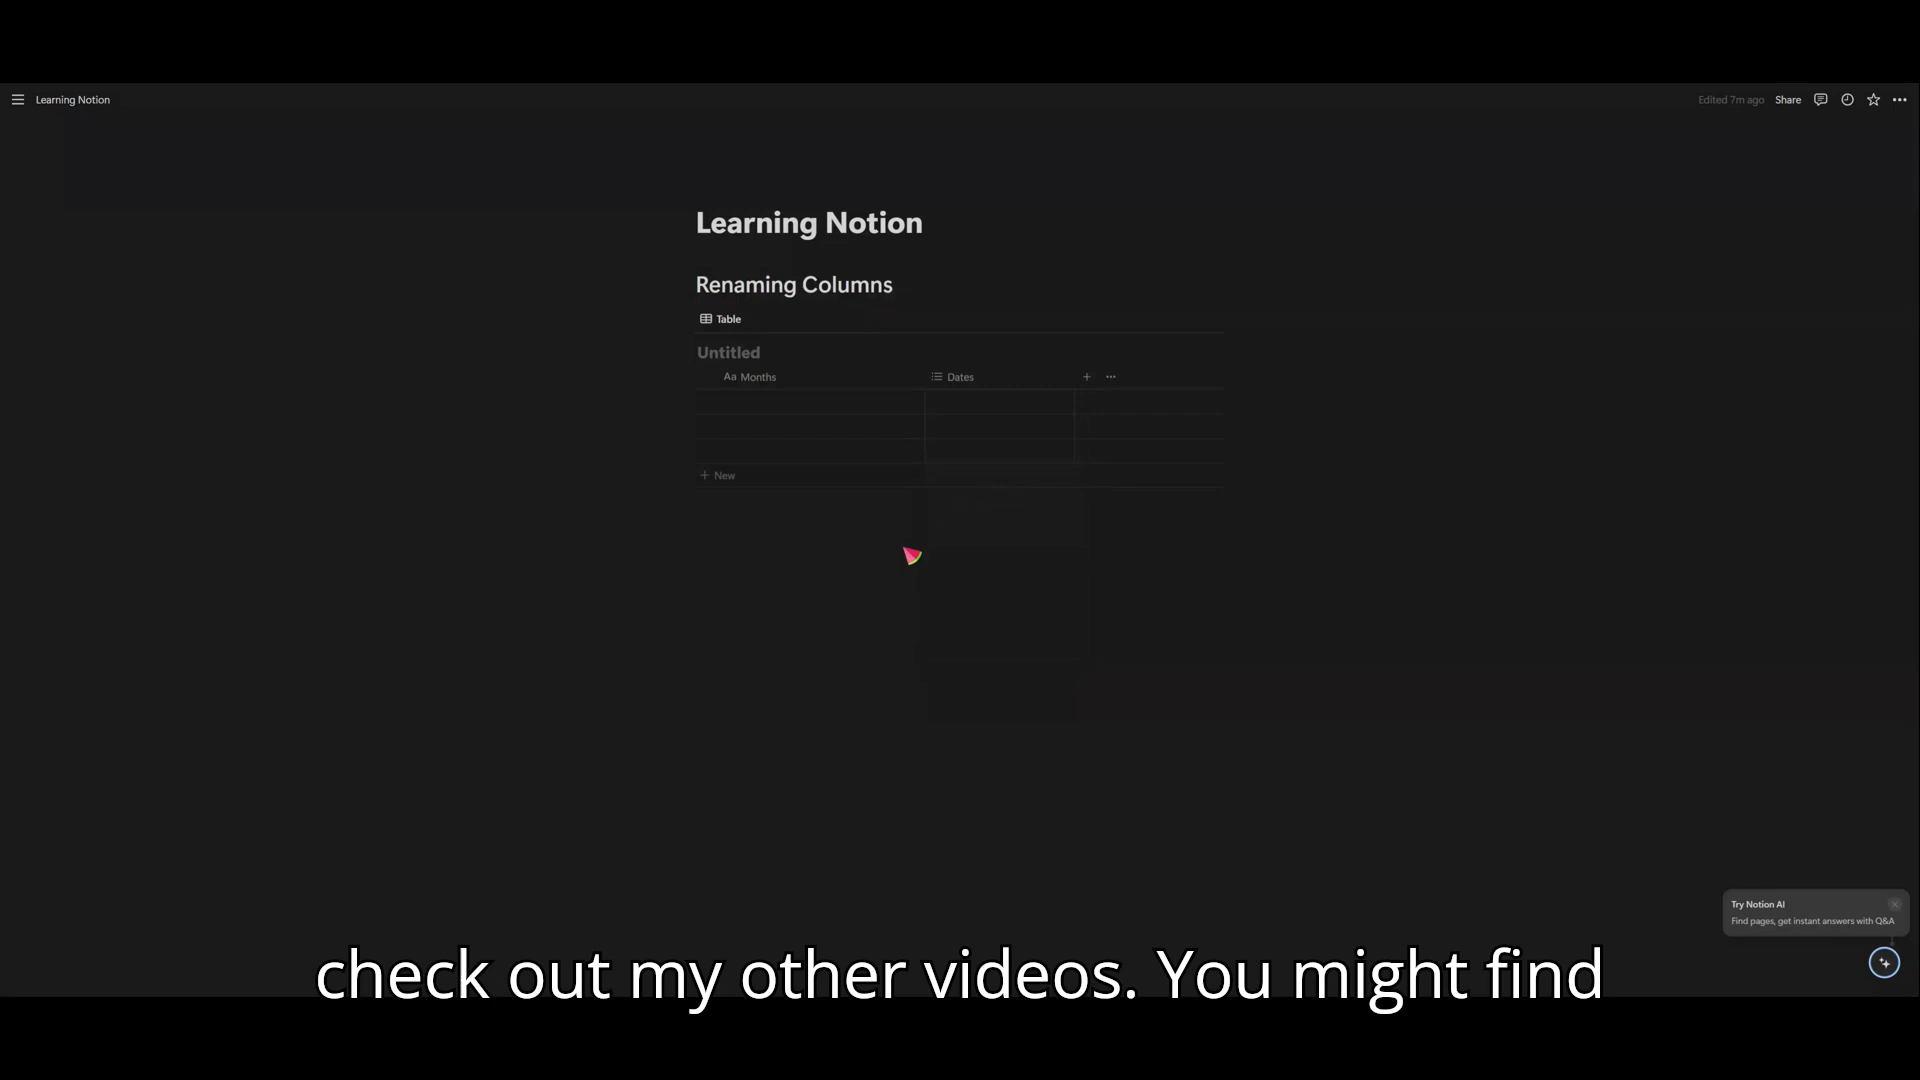 Learning Notion
Edited 7m ago Share
Learning Notion
Renaming Columns
Table
Untitled
Aa Months Dates
New
Try Notion AI
Find pages, get instant answers with Q&A
check out my other videos. You might find